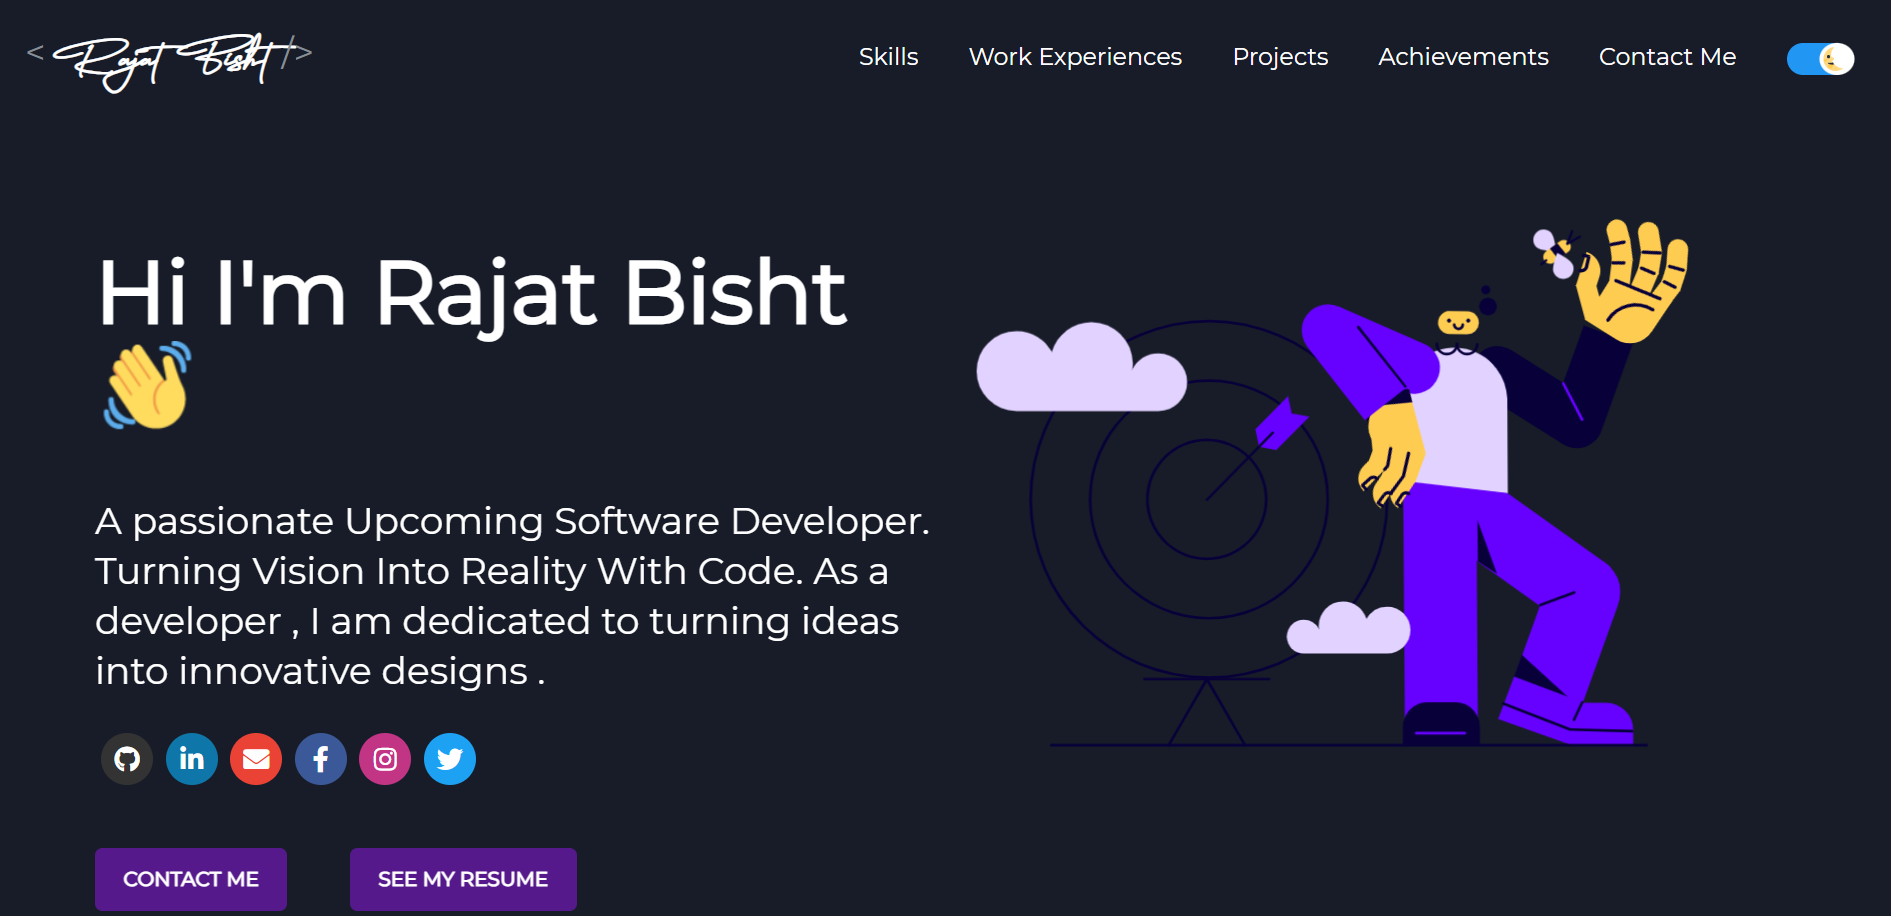 < Rajat Bisht />
Skills
Work Experiences
Projects
Achievements
Contact Me
Hi I'm Rajat Bisht
A passionate Upcoming Software Developer.
Turning Vision Into Reality With Code. As a
developer , I am dedicated to turning ideas
into innovative designs .
CONTACT ME
SEE MY RESUME